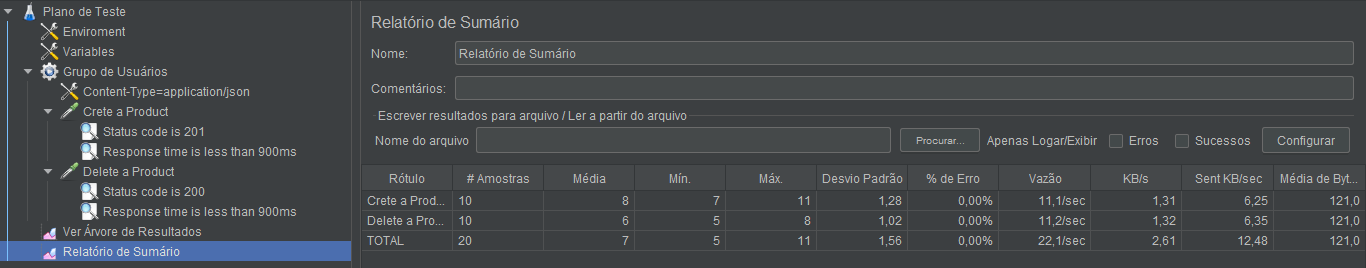 Plano de Teste
Enviroment
Variables
Grupo de Usuários
Content-Type=application/json
Crete a Product
Status code is 201
Response time is less than 900ms
Delete a Product
Status code is 200
Response time is less than 900ms
Ver Árvore de Resultados
Relatório de Sumário
Relatório de Sumário
Nome: Relatório de Sumário
Comentários:
Escrever resultados para arquivo / Ler a partir do arquivo
Nome do arquivo Procurar... Apenas Logar/Exibir Erros Sucessos Configurar
Rótulo # Amostras Média Mín. Máx. Desvio Padrão % de Erro Vazão KB/s Sent KB/sec Média de Byt...
Crete a Prod... 10 8 7 11 1,28 0,00% 11,1/sec 1,31 6,25 121,0
Delete a Pro... 10 6 5 8 1,02 0,00% 11,2/sec 1,32 6,35 121,0
TOTAL 20 7 5 11 1,56 0,00% 22,1/sec 2,61 12,48 121,0